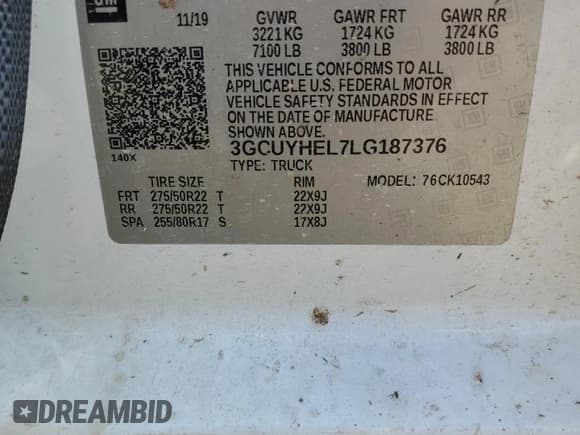 GM
11/19 GVWR GAWR FRT GAWR RR
3221 KG 1724 KG 1724 KG
7100 LB 3800 LB 3800 LB
THIS VEHICLE CONFORMS TO ALL
APPLICABLE U.S. FEDERAL MOTOR
VEHICLE SAFETY STANDARDS IN EFFECT
ON THE DATE OF MANUFACTURE
SHOWN ABOVE.
140X 3GCUYHEL7LG187376
TYPE: TRUCK MODEL: 76CK10543
TIRE SIZE RIM
FRT 275/50R22 T 22X9J
RR 275/50R22 T 22X9J
SPA 255/80R17 S 17X8J
DREAMBID